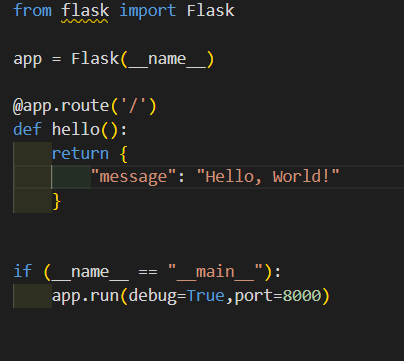 from flask import Flask
app = Flask(__name__)
@app.route('/')
def hello():
    return {
        "message": "Hello, World!"
    }
if (__name__ == "__main__"):
    app.run(debug=True,port=8000)